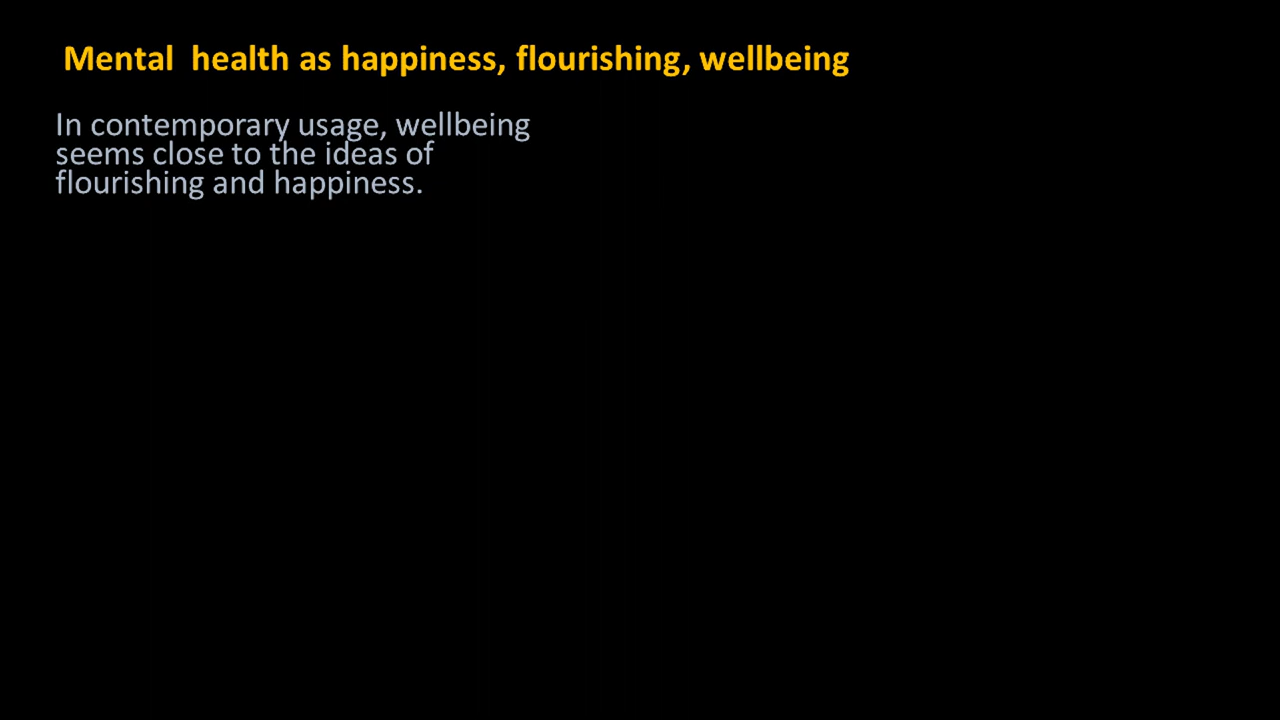 Mental  health as happiness, flourishing, wellbeing
In contemporary usage, wellbeing
seems close to the ideas of
flourishing and happiness.